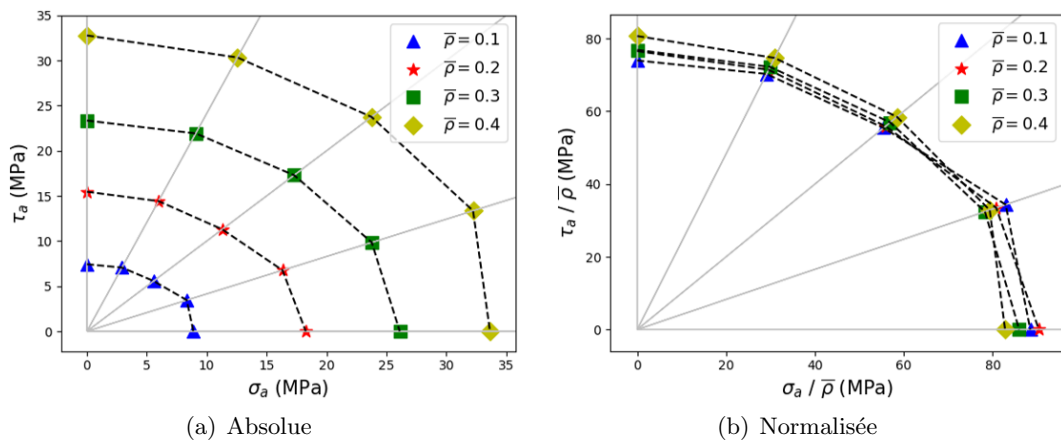 35
30
25
20
15
10
5
0
τₐ (MPa)
0 5 10 15 20 25 30 35
σₐ (MPa)
ρ̅ = 0.1
ρ̅ = 0.2
ρ̅ = 0.3
ρ̅ = 0.4
(a) Absolue
80
60
40
20
0
τₐ / ρ̅ (MPa)
0 20 40 60 80
σₐ / ρ̅ (MPa)
ρ̅ = 0.1
ρ̅ = 0.2
ρ̅ = 0.3
ρ̅ = 0.4
(b) Normalisée